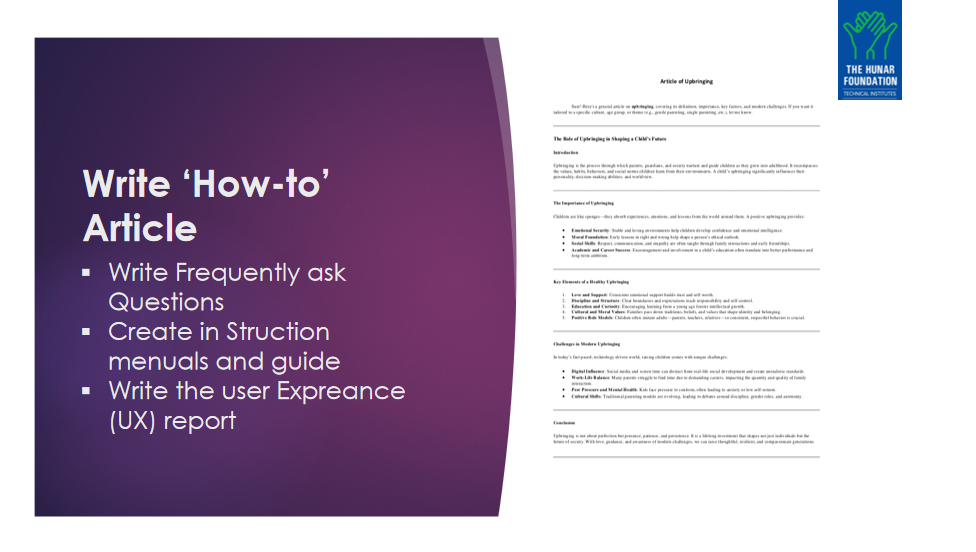 Write ‘How-to’
Article
▪ Write Frequently ask
Questions
▪ Create in Struction
menuals and guide
▪ Write the user Expreance
(UX) report
Article of Upbringing
Sure! Here's a general article on upbringing, covering its definition, importance, key factors, and modern challenges. If you want it
tailored to a specific culture, age group, or theme (e.g., gentle parenting, single parenting, etc.), let me know.
The Role of Upbringing in Shaping a Child's Future
Introduction
Upbringing is the process through which parents, guardians, and society nurture and guide children as they grow into adulthood. It encompasses
the values, habits, behaviors, and social norms children learn from their environments. A child's upbringing significantly influences their
personality, decision-making abilities, and worldview.
The Importance of Upbringing
Children are like sponges—they absorb experiences, emotions, and lessons from the world around them. A positive upbringing provides:
● Emotional Security: Stable and loving environments help children develop confidence and emotional intelligence.
● Moral Foundation: Early lessons in right and wrong help shape a person's ethical outlook.
● Social Skills: Respect, communication, and empathy are often taught through family interactions and early friendships.
● Academic and Career Success: Encouragement and involvement in a child's education often translate into better performance and
long-term ambition.
Key Elements of a Healthy Upbringing
1. Love and Support: Consistent emotional support builds trust and self-worth.
2. Discipline and Structure: Clear boundaries and expectations teach responsibility and self-control.
3. Education and Curiosity: Encouraging learning from a young age fosters intellectual growth.
4. Cultural and Moral Values: Families pass down traditions, beliefs, and values that shape identity and belonging.
5. Positive Role Models: Children often imitate adults—parents, teachers, relatives—so consistent, respectful behavior is crucial.
Challenges in Modern Upbringing
In today's fast-paced, technology-driven world, raising children comes with unique challenges:
● Digital Influence: Social media and screen time can distract from real-life social development and create unrealistic standards.
● Work-Life Balance: Many parents struggle to find time due to demanding careers, impacting the quantity and quality of family
interaction.
● Peer Pressure and Mental Health: Kids face pressure to conform, often leading to anxiety or low self-esteem.
● Cultural Shifts: Traditional parenting models are evolving, leading to debates around discipline, gender roles, and autonomy.
Conclusion
Upbringing is not about perfection but presence, patience, and persistence. It is a lifelong investment that shapes not just individuals but the
future of society. With love, guidance, and awareness of modern challenges, we can raise thoughtful, resilient, and compassionate generations.
THE HUNAR
FOUNDATION
TECHNICAL INSTITUTES